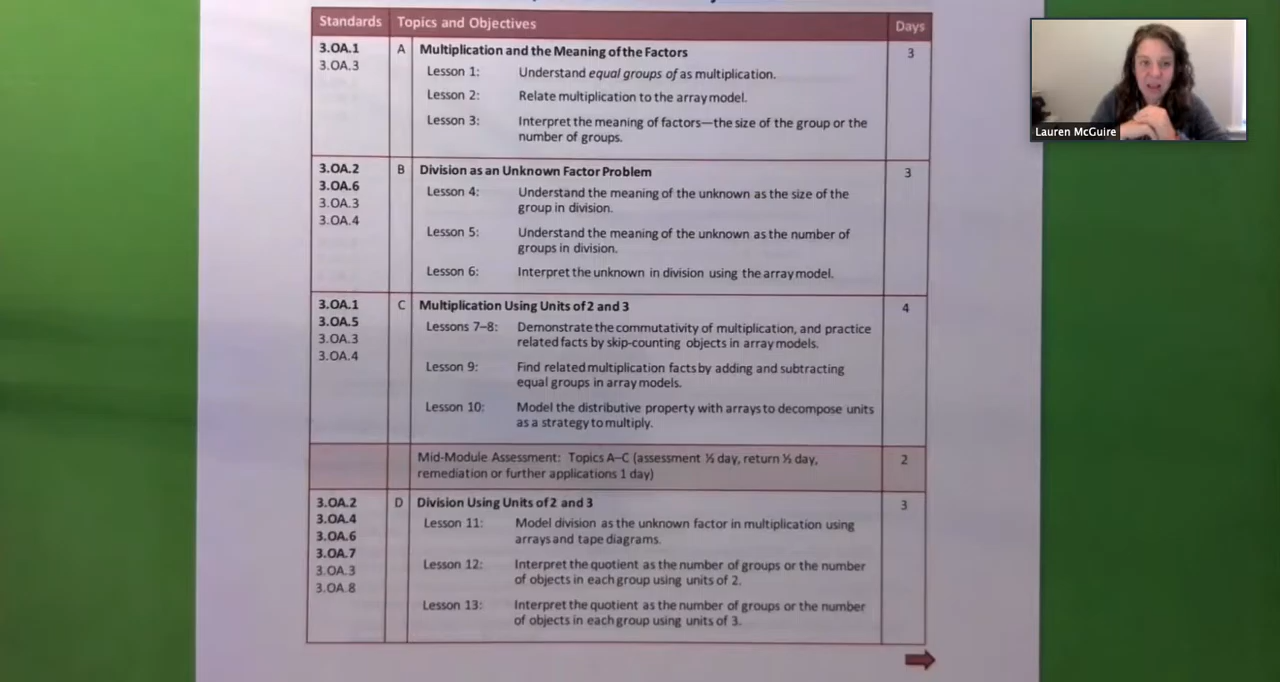 Standards Topics and Objectives Days
3.OA.1 A Multiplication and the Meaning of the Factors 3
3.OA.3
Lesson 1: Understand equal groups of as multiplication.
Lesson 2: Relate multiplication to the array model.
Lesson 3: Interpret the meaning of factors—the size of the group or the
number of groups.
3.OA.2 B Division as an Unknown Factor Problem 3
3.OA.6
3.OA.3
3.OA.4
Lesson 4: Understand the meaning of the unknown as the size of the
group in division.
Lesson 5: Understand the meaning of the unknown as the number of
groups in division.
Lesson 6: Interpret the unknown in division using the array model.
3.OA.1 C Multiplication Using Units of 2 and 3 4
3.OA.5
3.OA.3
3.OA.4
Lessons 7–8: Demonstrate the commutativity of multiplication, and practice
related facts by skip-counting objects in array models.
Lesson 9: Find related multiplication facts by adding and subtracting
equal groups in array models.
Lesson 10: Model the distributive property with arrays to decompose units
as a strategy to multiply.
Mid-Module Assessment: Topics A–C (assessment ½ day, return ½ day, 2
remediation or further applications 1 day)
3.OA.2 D Division Using Units of 2 and 3 3
3.OA.4
3.OA.6
3.OA.7
3.OA.3
3.OA.8
Lesson 11: Model division as the unknown factor in multiplication using
arrays and tape diagrams.
Lesson 12: Interpret the quotient as the number of groups or the number
of objects in each group using units of 2.
Lesson 13: Interpret the quotient as the number of groups or the number
of objects in each group using units of 3.
Lauren McGuire